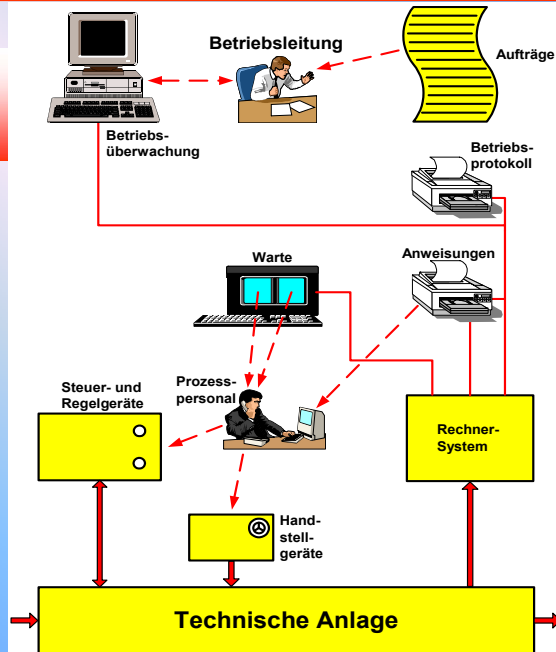 Betriebsleitung
Aufträge
Betriebs-
überwachung
Betriebs-
protokoll
Warte
Anweisungen
Steuer- und
Regelgeräte
Prozess-
personal
Rechner-
System
Hand-
stell-
geräte
Technische Anlage